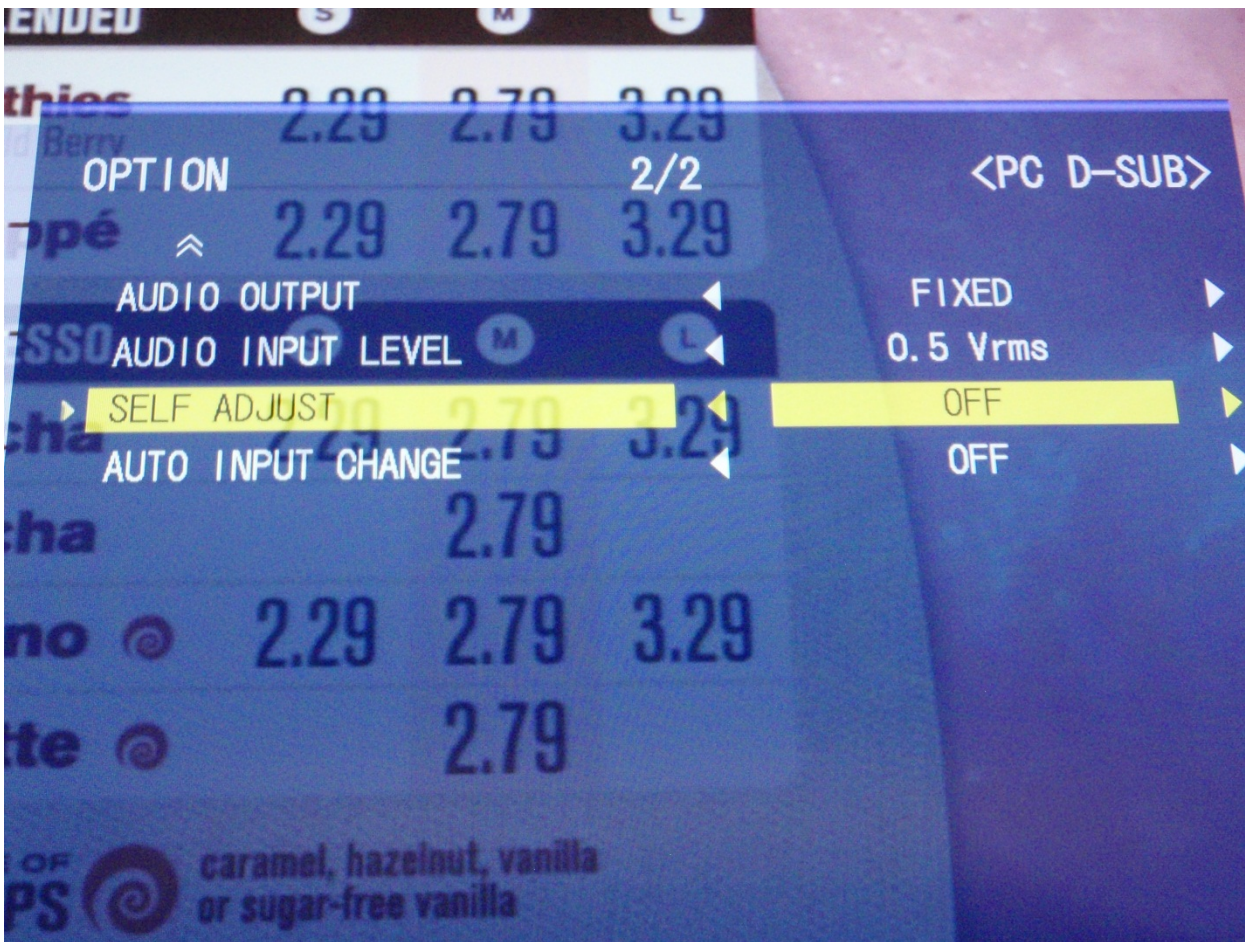 ENDED S M L
thies 2.29 2.79 3.29
Berry
OPTION 2/2 <PC D-SUB>
ppé 2.29 2.79 3.29
AUDIO OUTPUT FIXED
ESSO S M L
AUDIO INPUT LEVEL 0.5 Vrms
SELF ADJUST OFF
cha 2.29 2.79 3.29
AUTO INPUT CHANGE OFF
cha 2.79
no 2.29 2.79 3.29
tte 2.79
OF
PS
caramel, hazelnut, vanilla
or sugar-free vanilla